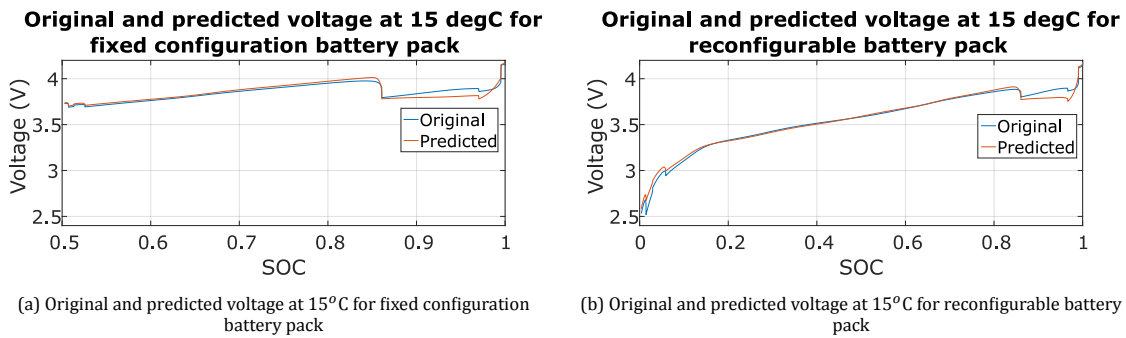 Original and predicted voltage at 15 degC for
fixed configuration battery pack
Voltage (V)
4
3.5
3
2.5
0.5
0.6
0.7
0.8
0.9
1
SOC
Original
Predicted
(a) Original and predicted voltage at 15°C for fixed configuration
battery pack
Original and predicted voltage at 15 degC for
reconfigurable battery pack
Voltage (V)
4
3.5
3
2.5
0
0.2
0.4
0.6
0.8
1
SOC
Original
Predicted
(b) Original and predicted voltage at 15°C for reconfigurable battery
pack